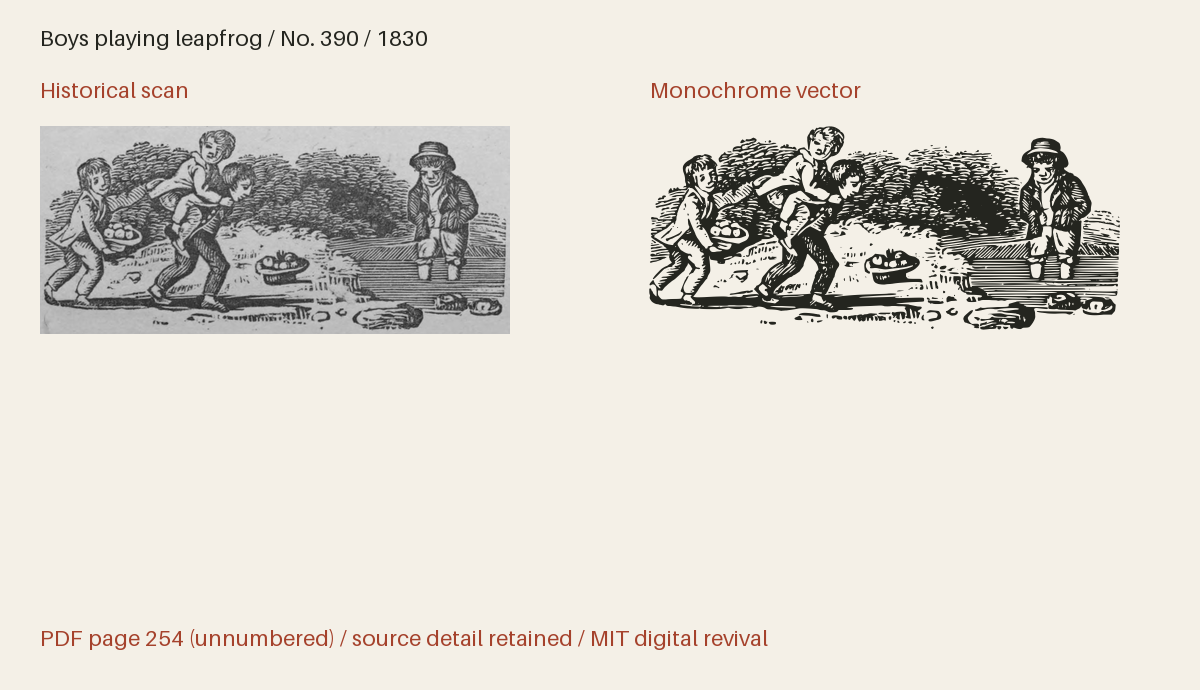 Boys playing leapfrog / No. 390 / 1830
Historical scan
Monochrome vector
PDF page 254 (unnumbered) / source detail retained / MIT digital revival